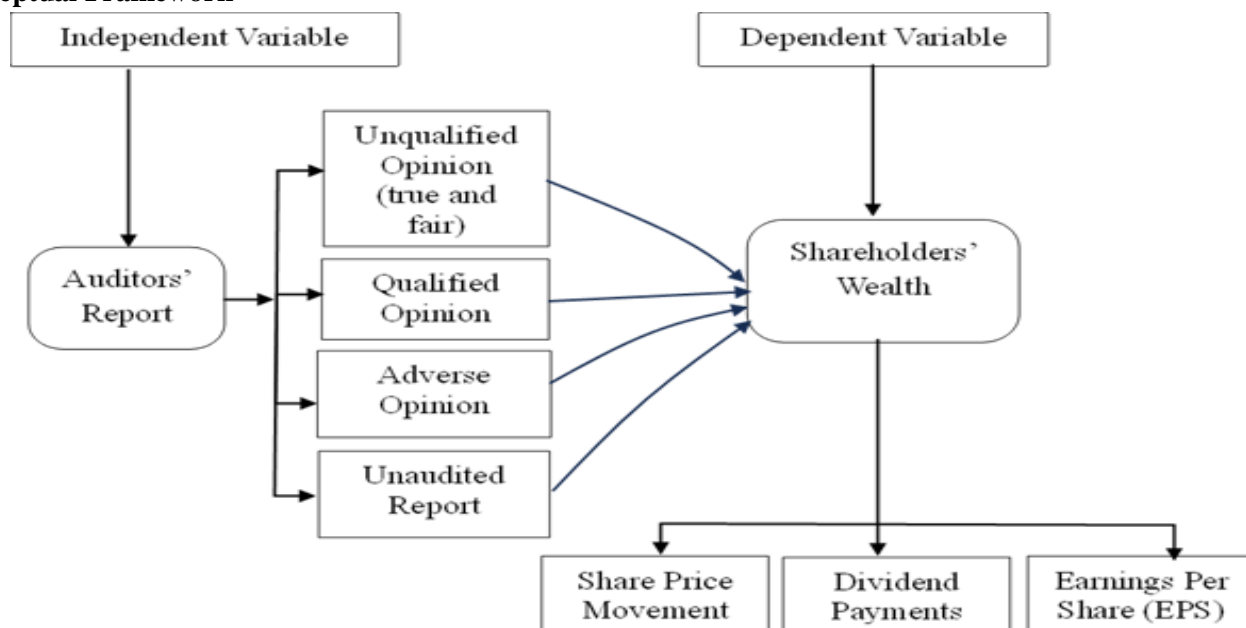 Independent Variable
Dependent Variable
Unqualified
Opinion
(true and
fair)
Auditors’
Report
Qualified
Opinion
Adverse
Opinion
Unaudited
Report
Shareholders’
Wealth
Share Price
Movement
Dividend
Payments
Earnings Per
Share (EPS)